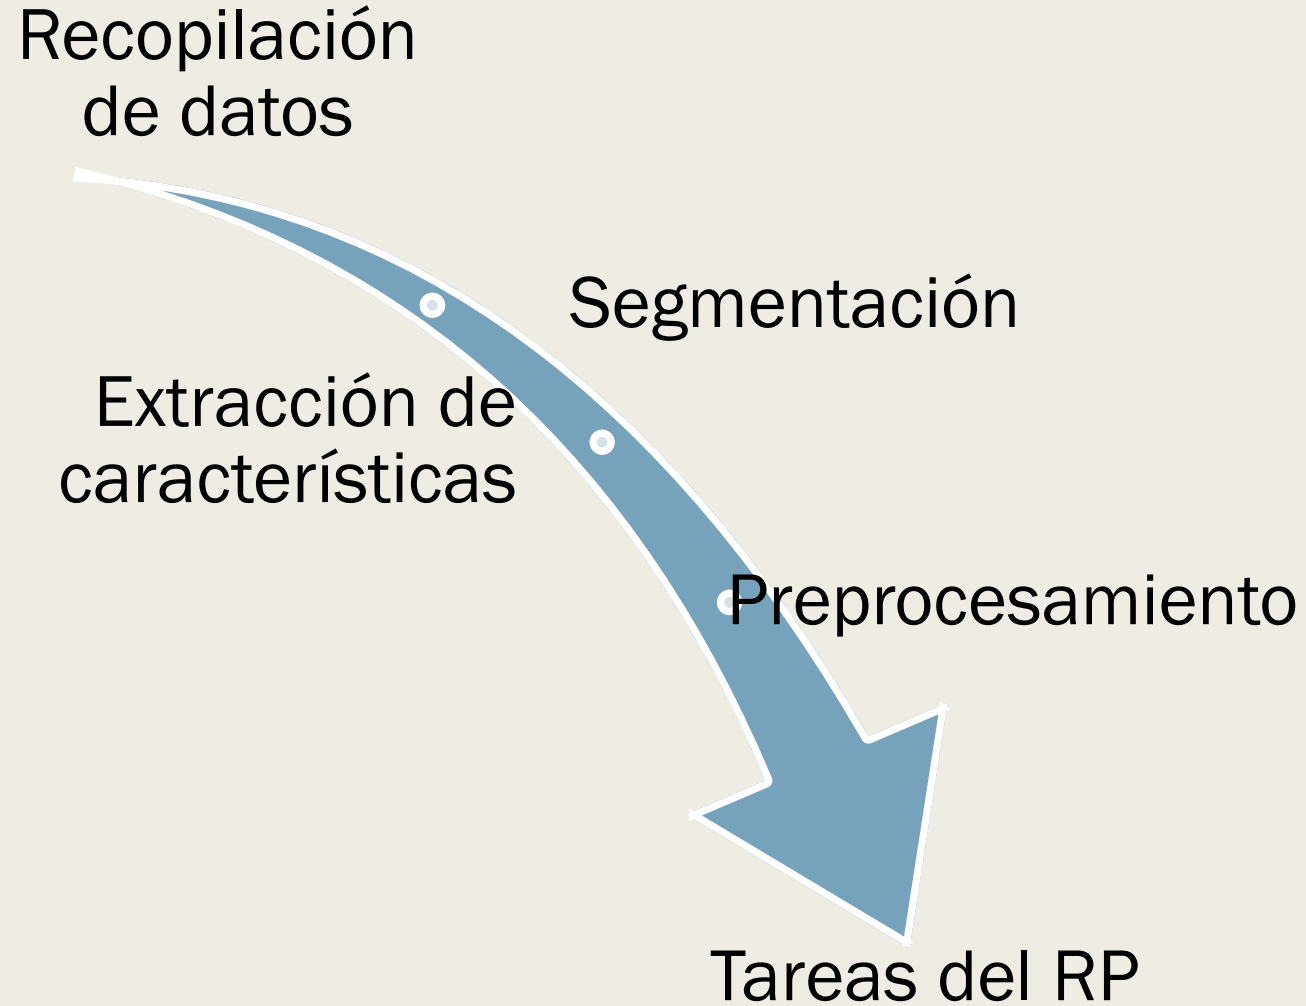 Recopilación
de datos
Segmentación
Extracción de
características
Preprocesamiento
Tareas del RP